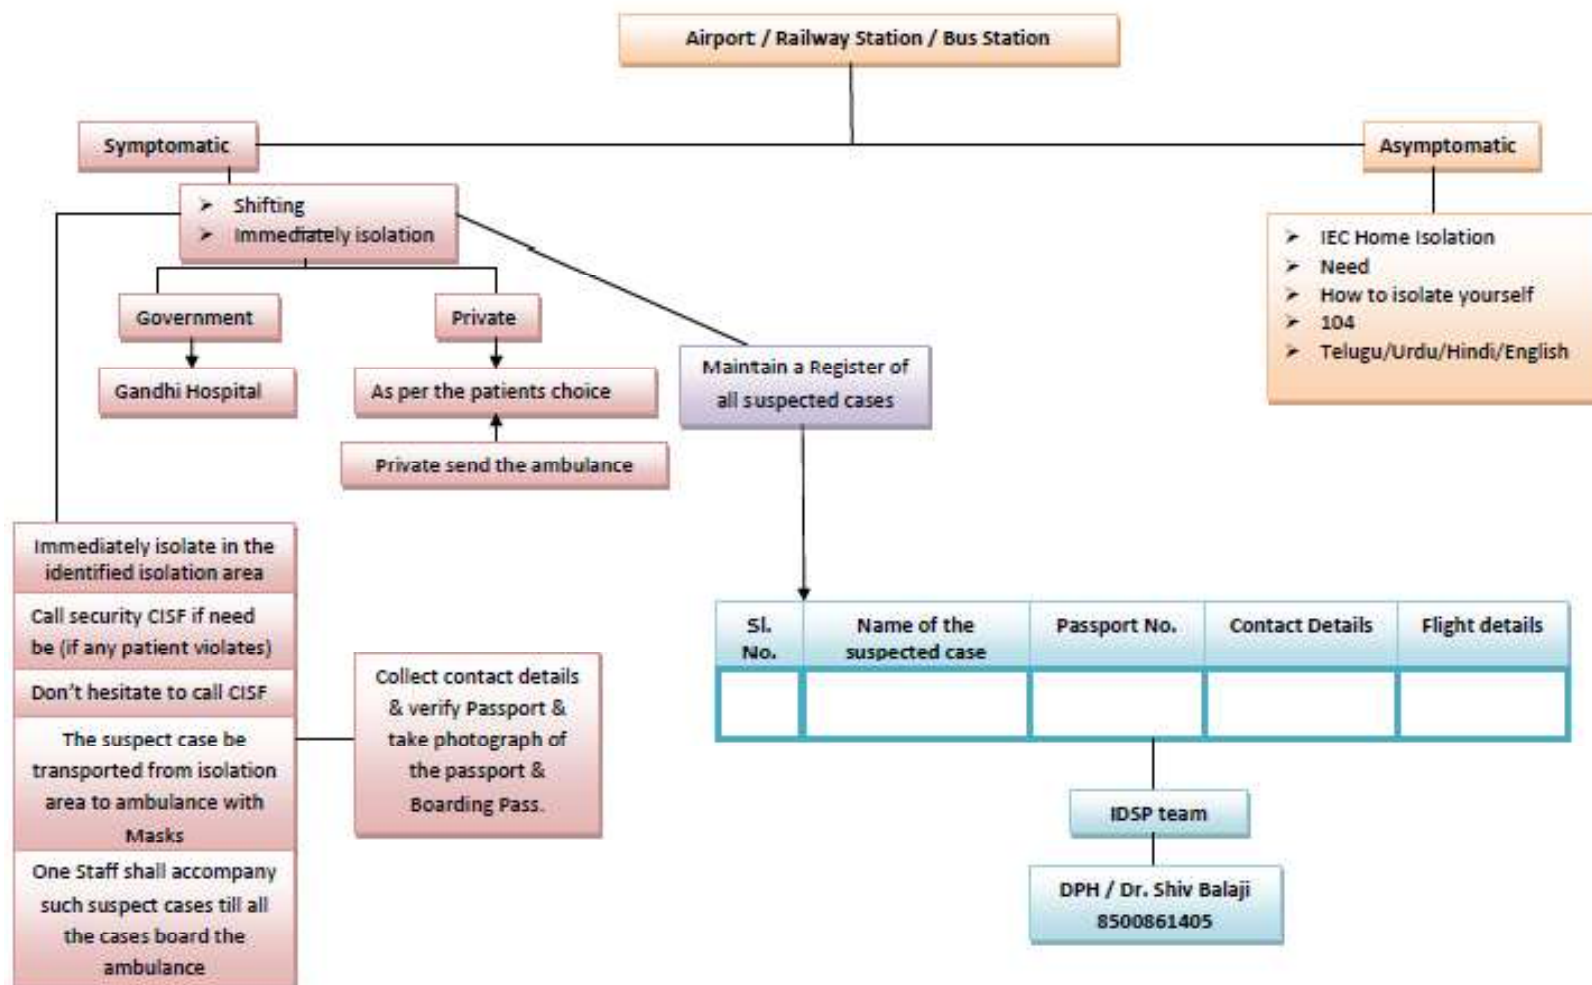 Airport / Railway Station / Bus Station
Symptomatic
Asymptomatic
➤ Shifting
➤ Immediately isolation
➤ IEC Home Isolation
➤ Need
➤ How to isolate yourself
➤ 104
➤ Telugu/Urdu/Hindi/English
Government
Private
Gandhi Hospital
As per the patients choice
Private send the ambulance
Maintain a Register of
all suspected cases
Immediately isolate in the
identified isolation area
Call security CISF if need
be (if any patient violates)
Don't hesitate to call CISF
The suspect case be
transported from isolation
area to ambulance with
Masks
One Staff shall accompany
such suspect cases till all
the cases board the
ambulance
Collect contact details
& verify Passport &
take photograph of
the passport &
Boarding Pass.
Sl.
No.
Name of the
suspected case
Passport No.
Contact Details
Flight details
IDSP team
DPH / Dr. Shiv Balaji
8500861405